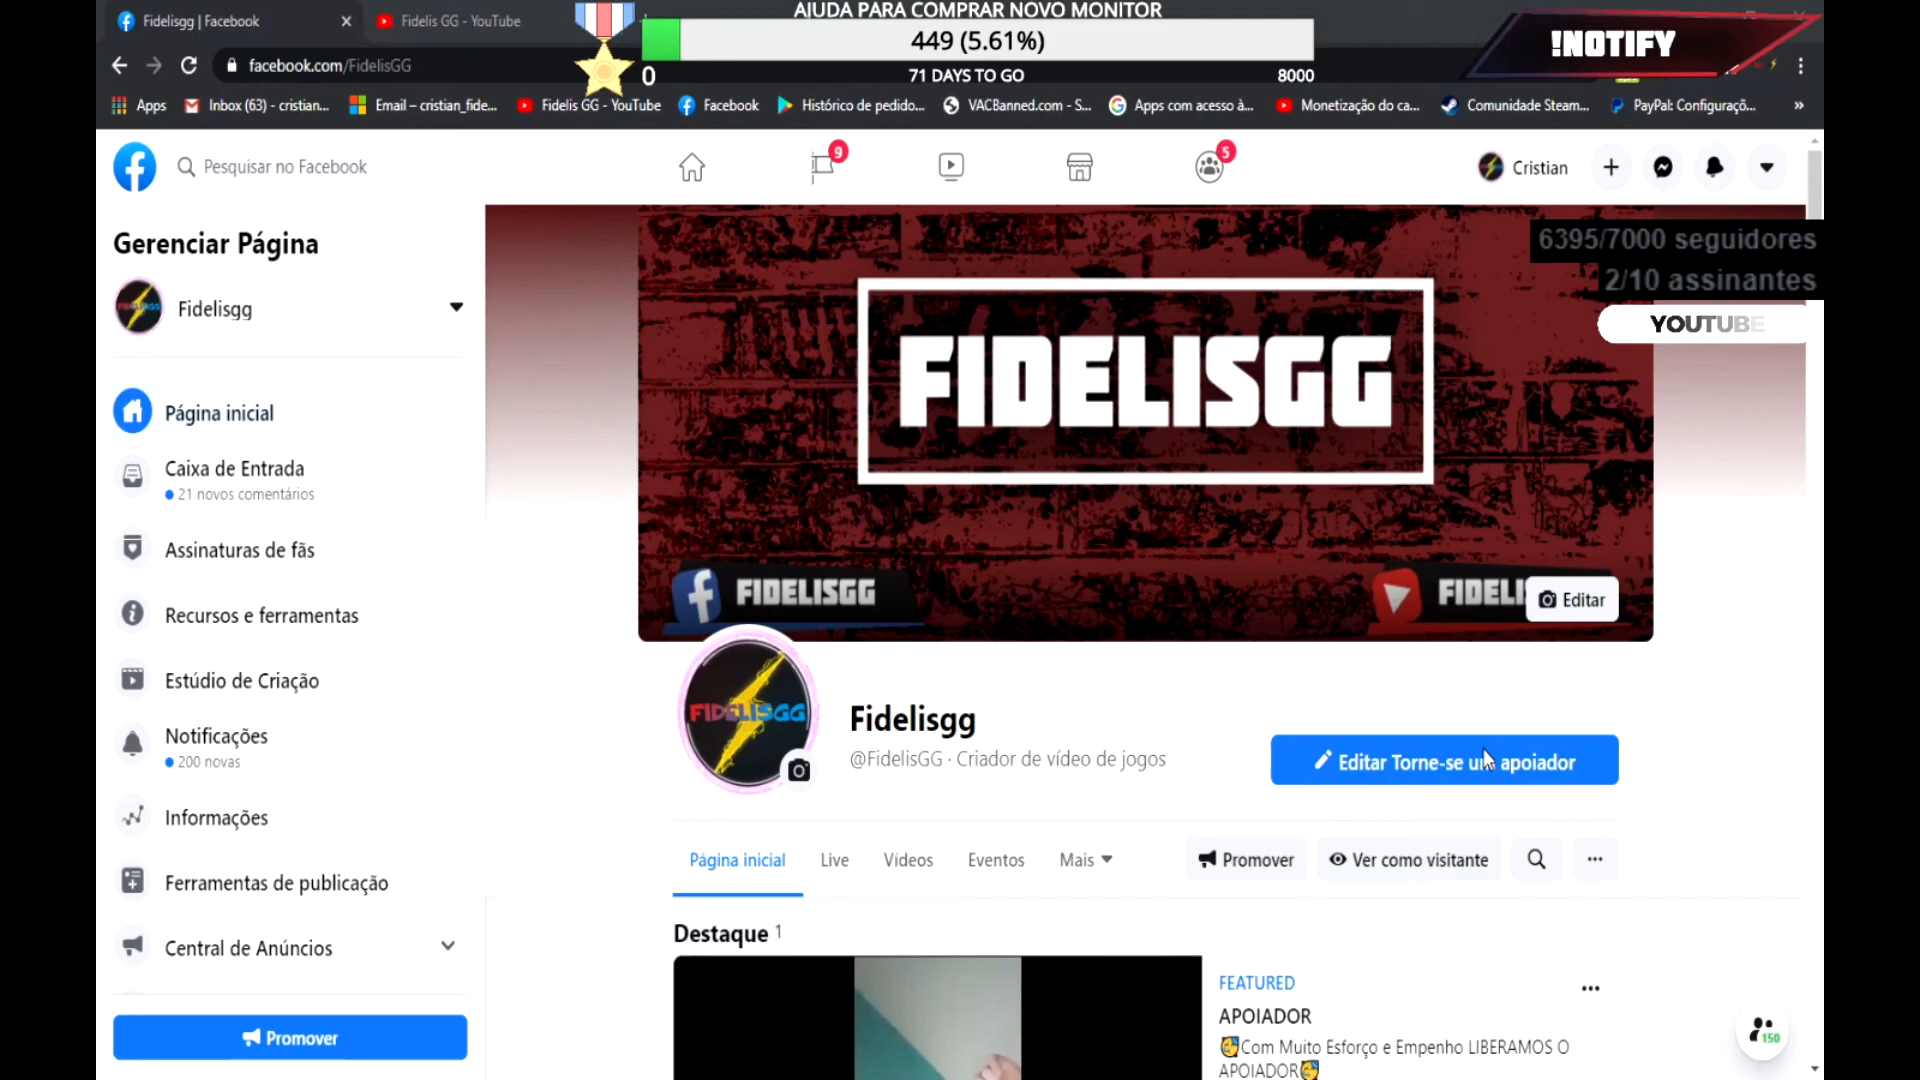 Fidelisgg | Facebook
Fidelis GG - YouTube
AJUDA PARA COMPRAR NOVO MONITOR
449 (5.61%)
0
71 DAYS TO GO
8000
!NOTIFY
facebook.com/FidelisGG
Apps
Inbox (63) - cristian...
Email – cristian_fide...
Fidelis GG - YouTube
Facebook
Histórico de pedido...
VACBanned.com - S...
Apps com acesso à...
Monetização do ca...
Comunidade Steam...
PayPal: Configuraçõ...
»
Pesquisar no Facebook
9
5
Cristian
6395/7000 seguidores
2/10 assinantes
YOUTUBE
Gerenciar Página
Fidelisgg
Página inicial
Caixa de Entrada
21 novos comentários
Assinaturas de fãs
Recursos e ferramentas
Estúdio de Criação
Notificações
200 novas
Informações
Ferramentas de publicação
Central de Anúncios
Promover
FIDELISGG
FIDELISGG
FIDELI
Editar
FIDELISGG
Fidelisgg
@FidelisGG · Criador de vídeo de jogos
Editar Torne-se um apoiador
Página inicial
Live
Vídeos
Eventos
Mais
Promover
Ver como visitante
Destaque 1
FEATURED
APOIADOR
🥳Com Muito Esforço e Empenho LIBERAMOS O
APOIADOR🥳
150